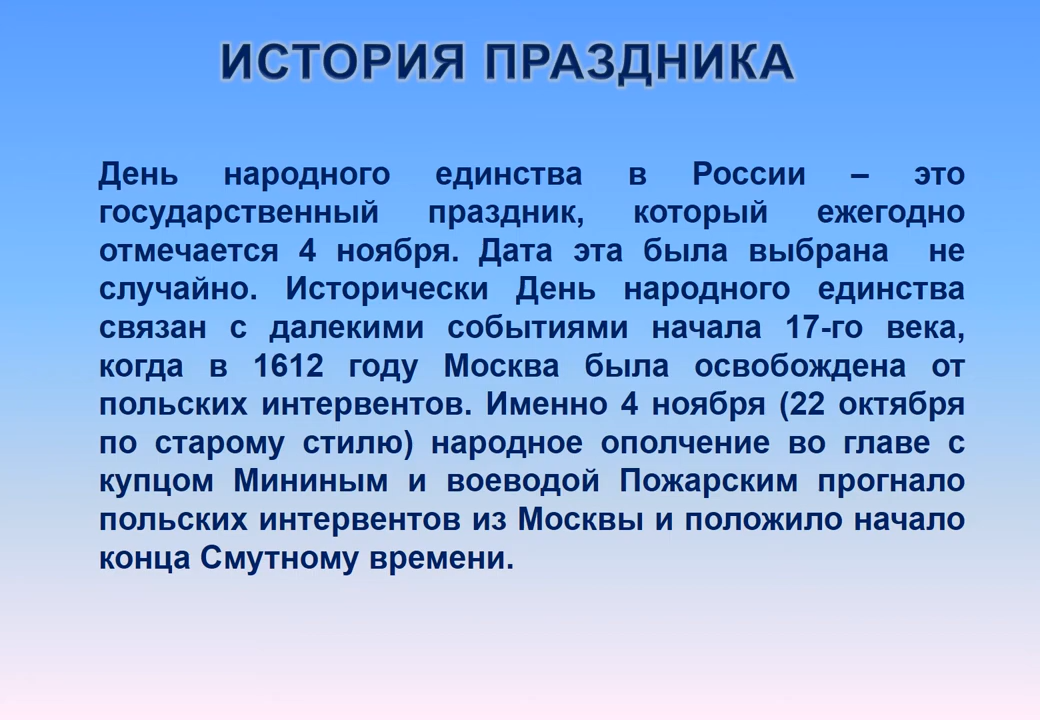 ИСТОРИЯ ПРАЗДНИКА
День народного единства в России – это
государственный праздник, который ежегодно
отмечается 4 ноября. Дата эта была выбрана не
случайно. Исторически День народного единства
связан с далекими событиями начала 17-го века,
когда в 1612 году Москва была освобождена от
польских интервентов. Именно 4 ноября (22 октября
по старому стилю) народное ополчение во главе с
купцом Мининым и воеводой Пожарским прогнало
польских интервентов из Москвы и положило начало
конца Смутному времени.